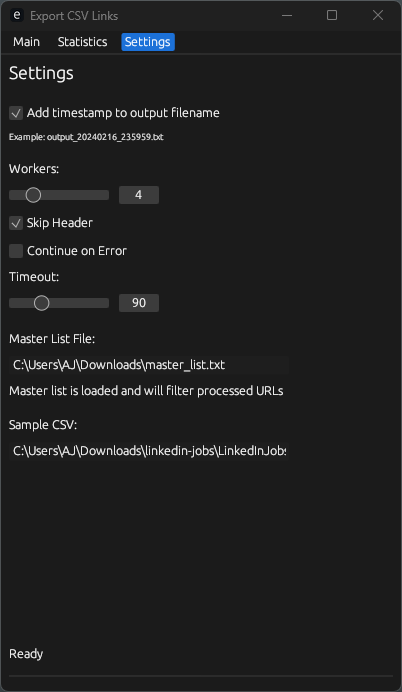 e Export CSV Links
Main Statistics Settings
Settings
Add timestamp to output filename
Example: output_20240216_235959.txt
Workers:
4
Skip Header
Continue on Error
Timeout:
90
Master List File:
C:\Users\AJ\Downloads\master_list.txt
Master list is loaded and will filter processed URLs
Sample CSV:
C:\Users\AJ\Downloads\linkedin-jobs\LinkedInJobs
Ready